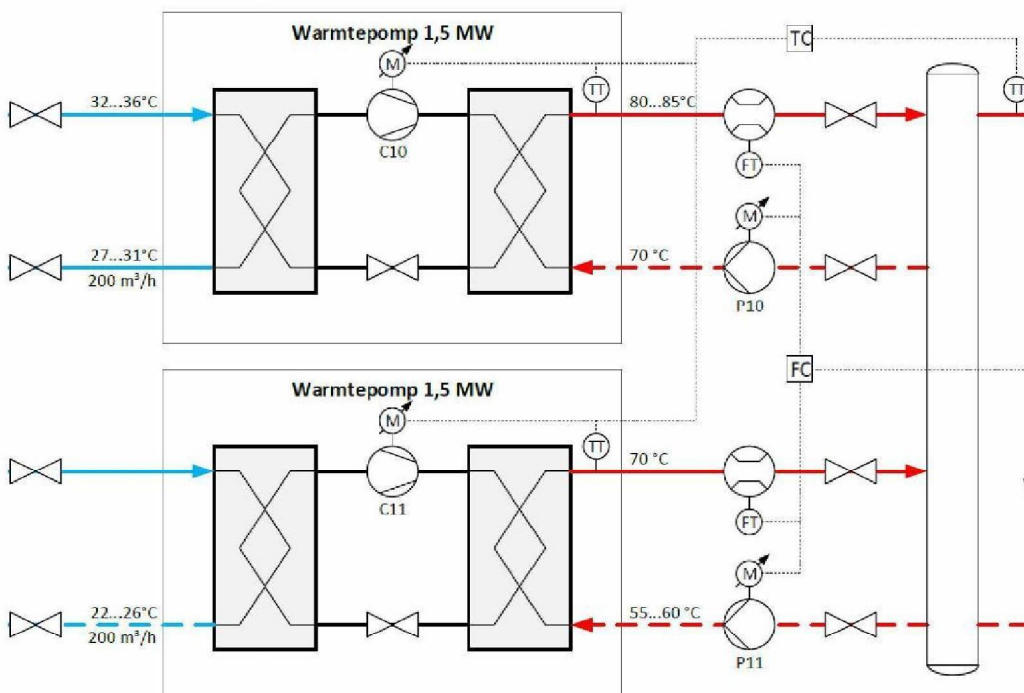 Warmtepomp 1,5 MW
TC
M
TT
TT
32...36°C
80...85°C
C10
FT
M
27...31°C
70 °C
200 m³/h
P10
FC
Warmtepomp 1,5 MW
M
TT
70 °C
C11
FT
M
22...26°C
55...60 °C
200 m³/h
P11